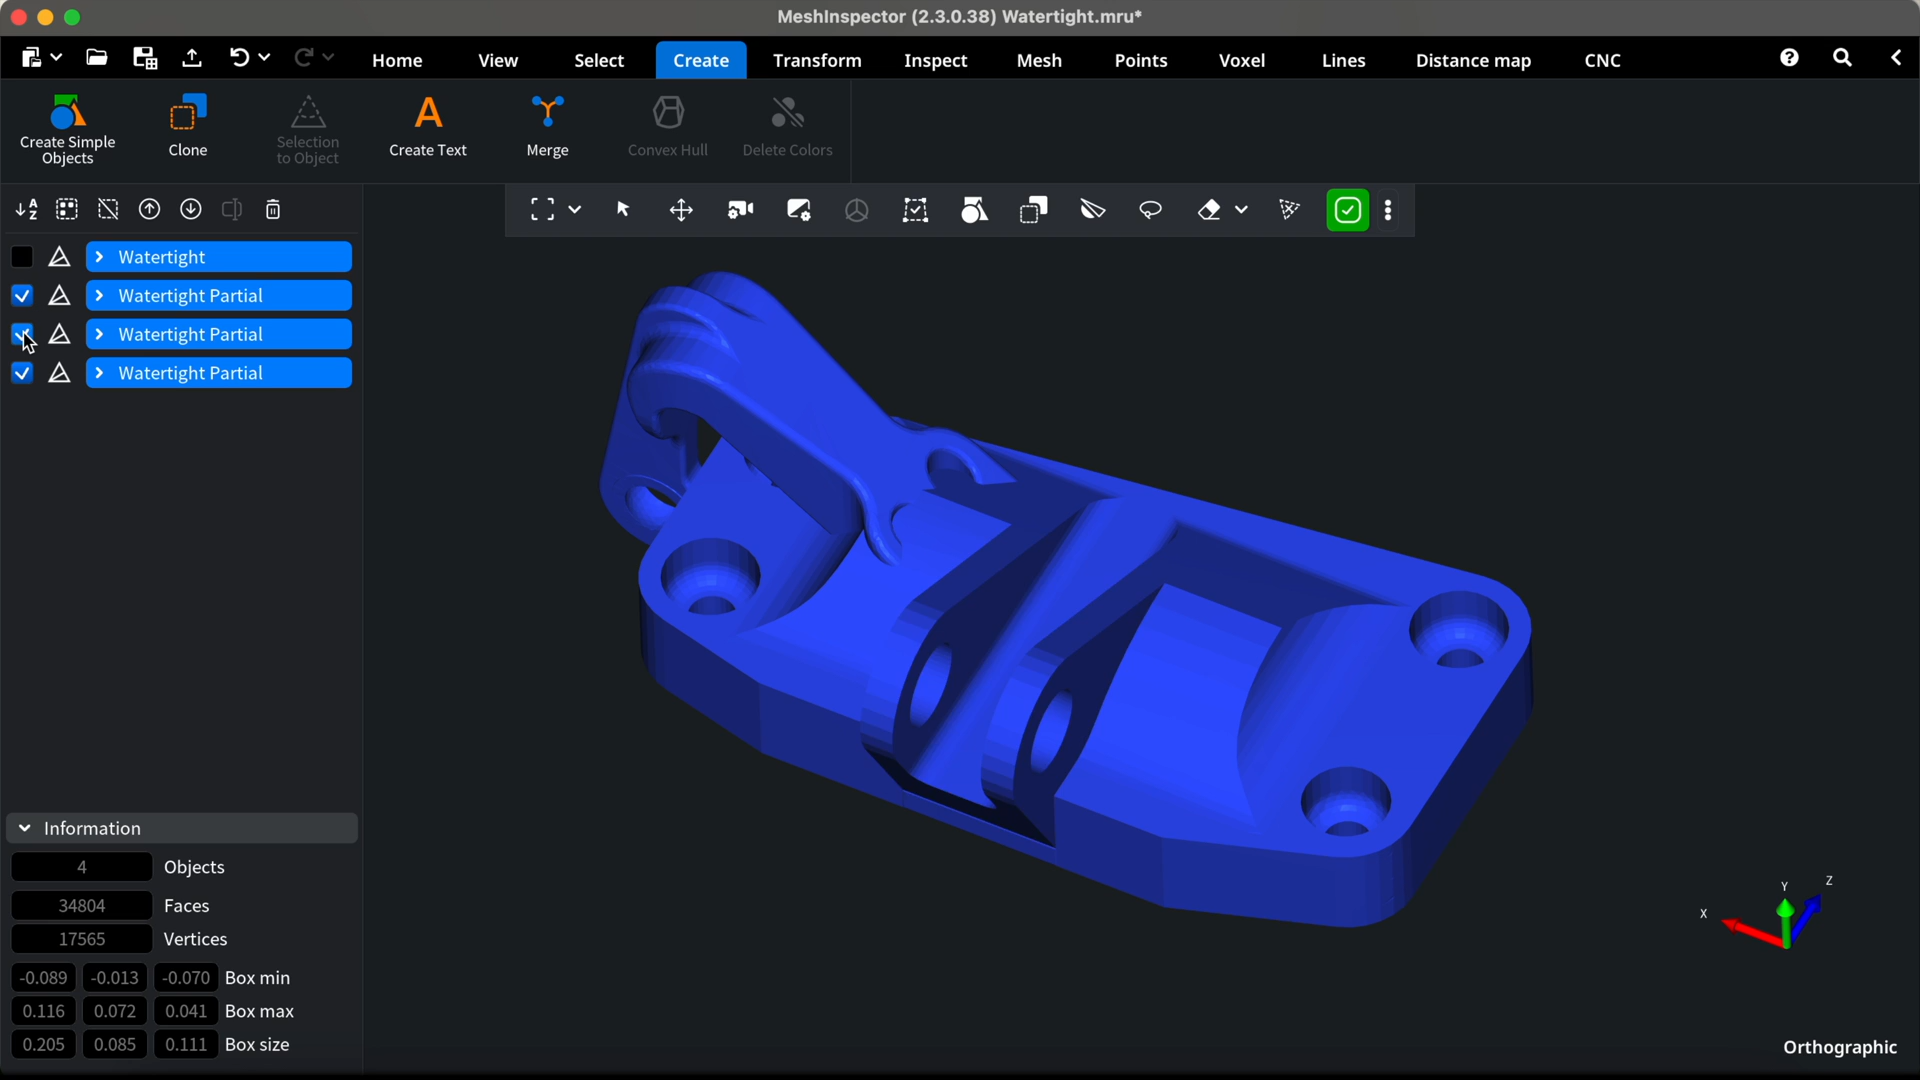 MeshInspector (2.3.0.38) Watertight.mru*
Home View Select Create Transform Inspect Mesh Points Voxel Lines Distance map CNC
Create Simple Objects
Clone
Selection to Object
Create Text
Merge
Convex Hull
Delete Colors
Watertight
Watertight Partial
Watertight Partial
Watertight Partial
Information
4 Objects
34804 Faces
17565 Vertices
-0.089 -0.013 -0.070 Box min
0.116 0.072 0.041 Box max
0.205 0.085 0.111 Box size
X Y Z
Orthographic